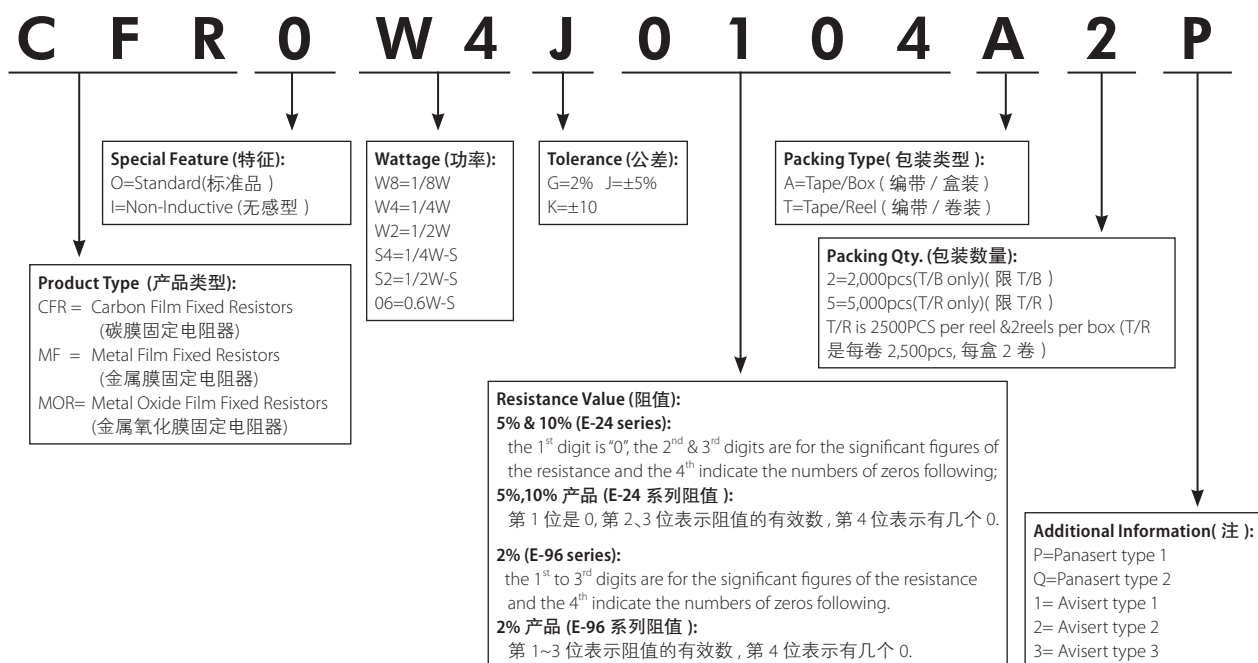 C F R 0 W 4 J 0 1 0 4 A 2 P
Special Feature (特征):
O=Standard(标准品 )
I=Non-Inductive (无感型 )
Wattage (功率):
W8=1/8W
W4=1/4W
W2=1/2W
S4=1/4W-S
S2=1/2W-S
06=0.6W-S
Tolerance (公差):
G=2% J=±5%
K=±10
Packing Type( 包装类型 ):
A=Tape/Box ( 编带 / 盒装 )
T=Tape/Reel ( 编带 / 卷装 )
Packing Qty. (包装数量):
2=2,000pcs(T/B only)( 限 T/B )
5=5,000pcs(T/R only)( 限 T/R )
T/R is 2500PCS per reel &2reels per box (T/R
是每卷 2,500pcs, 每盒 2 卷 )
Product Type (产品类型):
CFR = Carbon Film Fixed Resistors
(碳膜固定电阻器)
MF = Metal Film Fixed Resistors
(金属膜固定电阻器)
MOR= Metal Oxide Film Fixed Resistors
(金属氧化膜固定电阻器)
Resistance Value (阻值):
5% & 10% (E-24 series):
the 1st digit is "0", the 2nd & 3rd digits are for the significant figures of
the resistance and the 4th indicate the numbers of zeros following;
5%,10% 产品 (E-24 系列阻值 ):
第 1 位是 0, 第 2、3 位表示阻值的有效数 , 第 4 位表示有几个 0.
2% (E-96 series):
the 1st to 3rd digits are for the significant figures of the resistance
and the 4th indicate the numbers of zeros following.
2% 产品 (E-96 系列阻值 ):
第 1~3 位表示阻值的有效数 , 第 4 位表示有几个 0.
Additional Information( 注 ):
P=Panasert type 1
Q=Panasert type 2
1= Avisert type 1
2= Avisert type 2
3= Avisert type 3